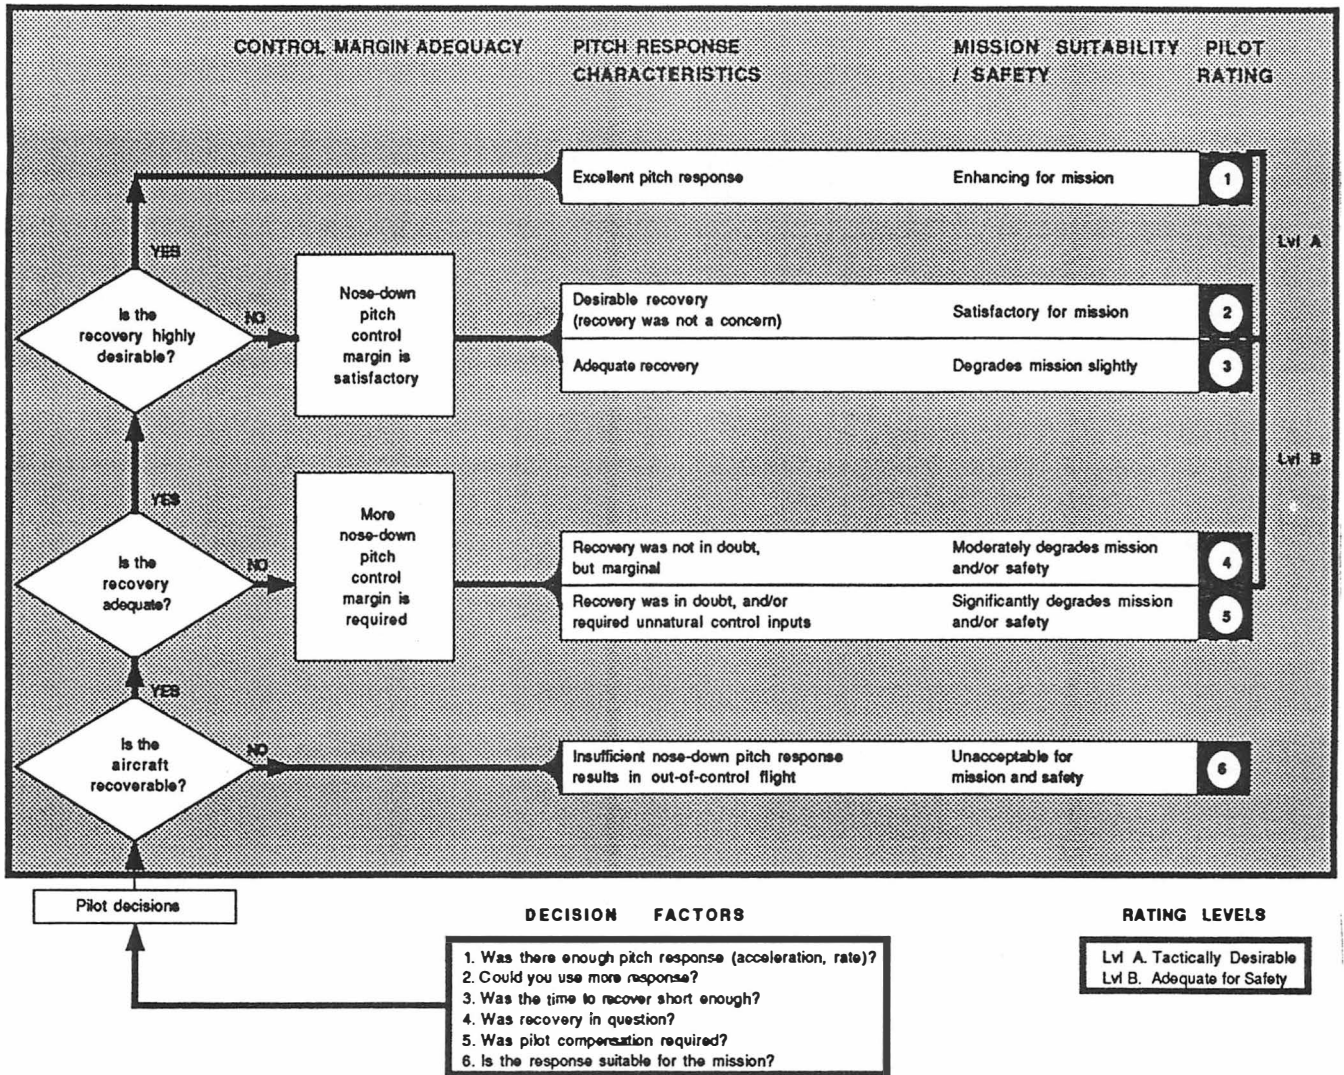 CONTROL MARGIN ADEQUACY
PITCH RESPONSE
CHARACTERISTICS
MISSION SUITABILITY
/ SAFETY
PILOT
RATING
Excellent pitch response
Enhancing for mission
1
YES
Is the
recovery highly
desirable?
NO
Nose-down
pitch
control
margin is
satisfactory
Desirable recovery
(recovery was not a concern)
Satisfactory for mission
2
Adequate recovery
Degrades mission slightly
3
Lvl A
Lvl B
YES
Is the
recovery
adequate?
NO
More
nose-down
pitch
control
margin is
required
Recovery was not in doubt,
but marginal
Moderately degrades mission
and/or safety
4
Recovery was in doubt, and/or
required unnatural control inputs
Significantly degrades mission
and/or safety
5
YES
Is the
aircraft
recoverable?
NO
Insufficient nose-down pitch response
results in out-of-control flight
Unacceptable for
mission and safety
6
Pilot decisions
DECISION FACTORS
1. Was there enough pitch response (acceleration, rate)?
2. Could you use more response?
3. Was the time to recover short enough?
4. Was recovery in question?
5. Was pilot compensation required?
6. Is the response suitable for the mission?
RATING LEVELS
Lvl A. Tactically Desirable
Lvl B. Adequate for Safety